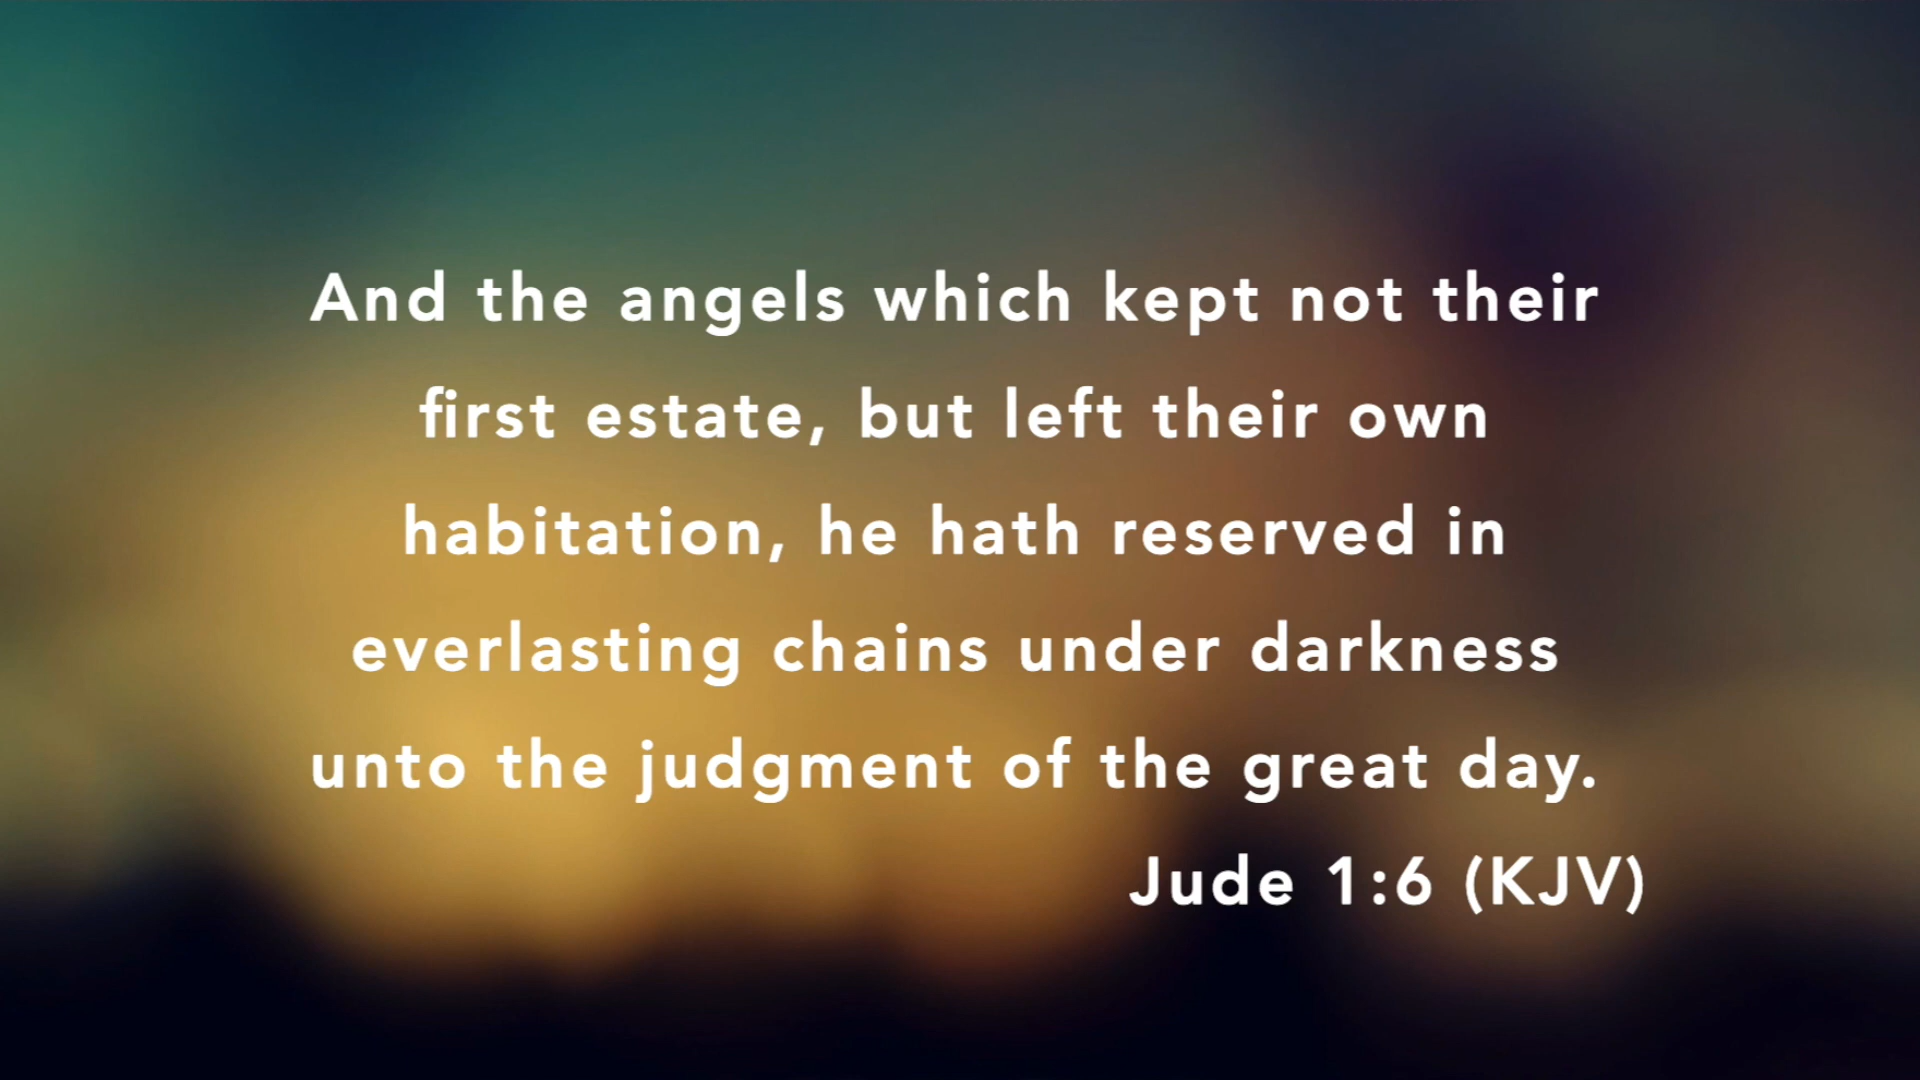 And the angels which kept not their
first estate, but left their own
habitation, he hath reserved in
everlasting chains under darkness
unto the judgment of the great day.
Jude 1:6 (KJV)